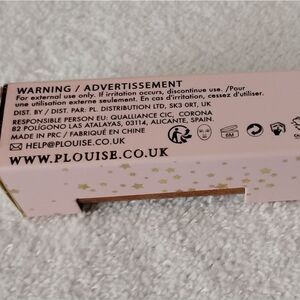 WARNING / ADVERTISSEMENT
For external use only. If irritation occurs, discontinue use. /Pour
une utilisation externe seulement. En cas d'irritation, cessez d'utiliser.
DIST. BY / DIST. PAR: PL. DISTRIBUTION LTD, SK3 0RT, UK
RESPONSIBLE PERSON EU: QUALLIANCE CIC, CORONA
82 POLIGONO LAS ATALAYAS, 03114, ALICANTE, SPAIN.
MADE IN PRC / FABRIQUÉ EN CHINE
HELP@PLOUISE.CO.UK
6M
WWW.PLOUISE.CO.UK